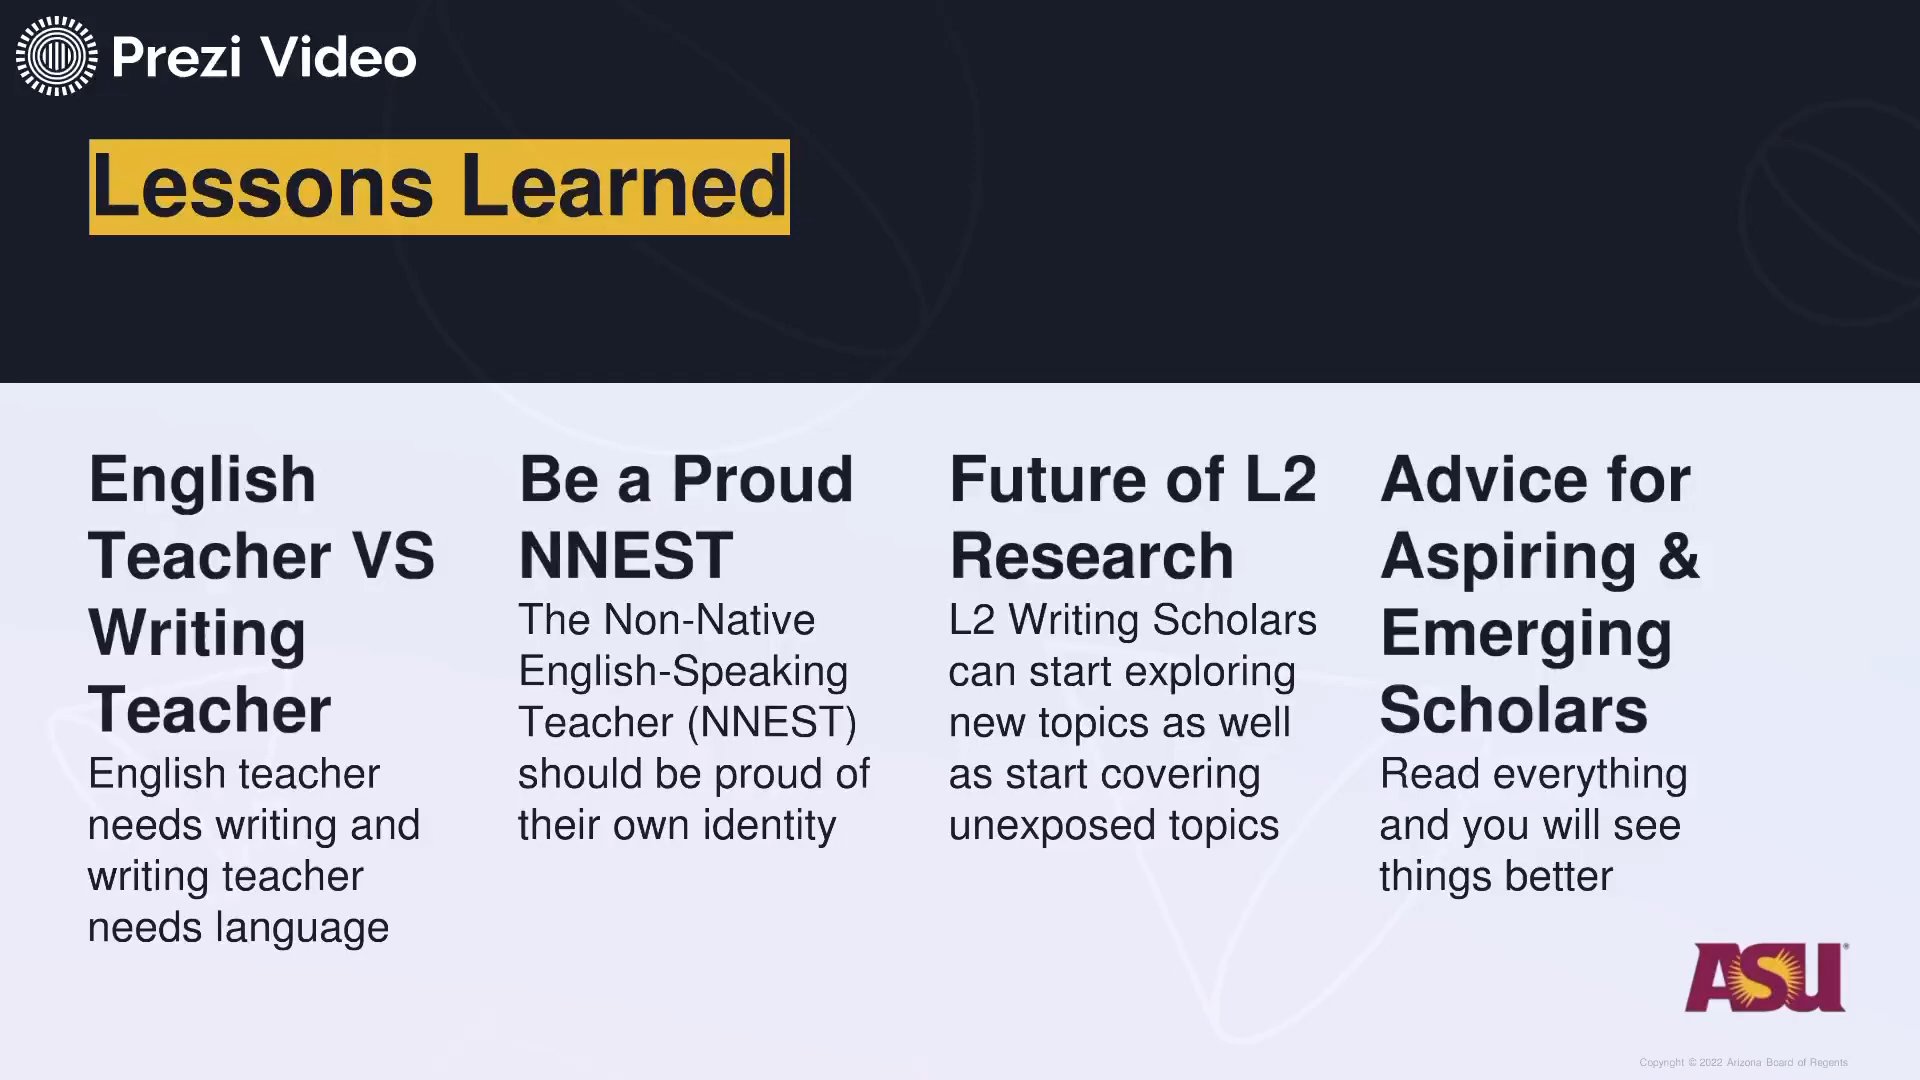 Prezi Video
Lessons Learned
English
Teacher VS
Writing
Teacher
English teacher
needs writing and
writing teacher
needs language
Be a Proud
NNEST
The Non-Native
English-Speaking
Teacher (NNEST)
should be proud of
their own identity
Future of L2
Research
L2 Writing Scholars
can start exploring
new topics as well
as start covering
unexposed topics
Advice for
Aspiring &
Emerging
Scholars
Read everything
and you will see
things better
ASU®
Copyright © 2022 Arizona Board of Regents